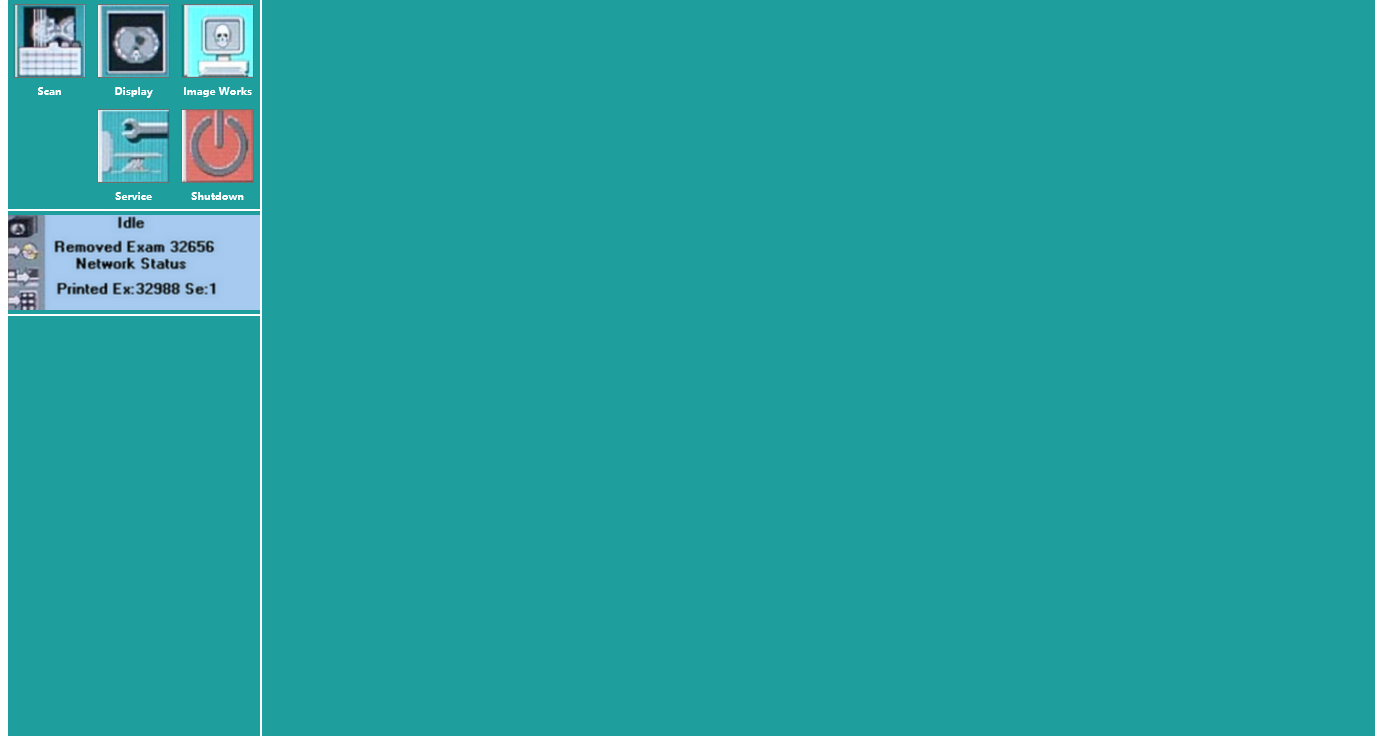 Scan
Display
Image Works
Service
Shutdown
Idle
Removed Exam 32656
Network Status
Printed Ex:32988 Se:1